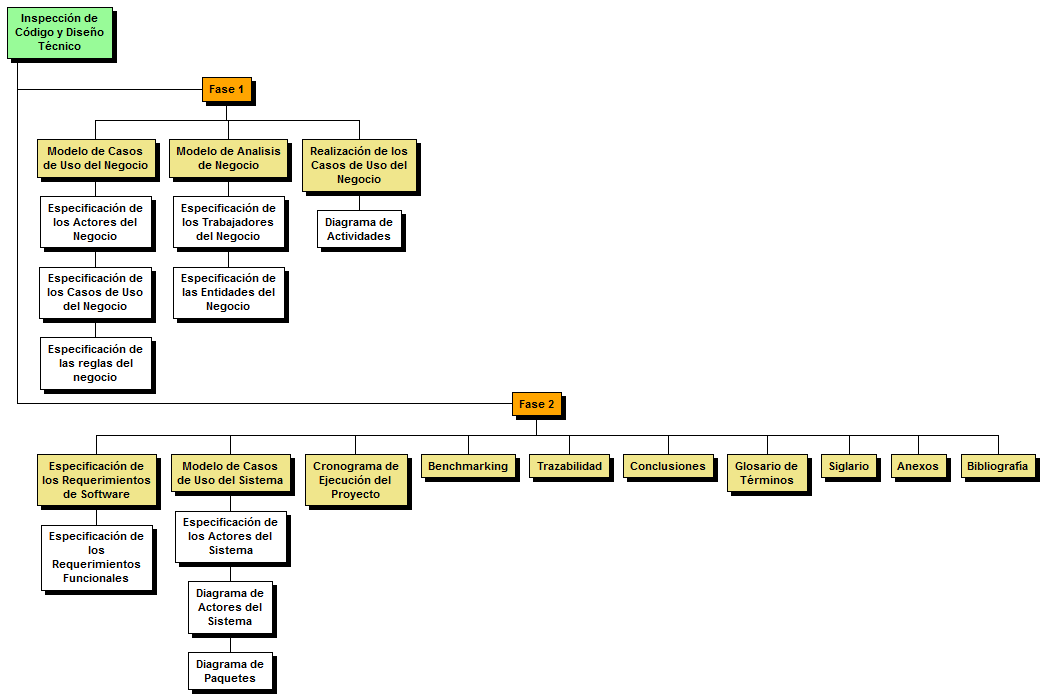 Inspección de
Código y Diseño
Técnico
Fase 1
Modelo de Casos
de Uso del Negocio
Especificación de
los Actores del
Negocio
Especificación de
los Casos de Uso
del Negocio
Especificación de
las reglas del
negocio
Modelo de Analisis
de Negocio
Especificación de
los Trabajadores
del Negocio
Especificación de
las Entidades del
Negocio
Realización de los
Casos de Uso del
Negocio
Diagrama de
Actividades
Fase 2
Especificación de
los Requerimientos
de Software
Especificación de
los
Requerimientos
Funcionales
Modelo de Casos
de Uso del Sistema
Especificación de
los Actores del
Sistema
Diagrama de
Actores del
Sistema
Diagrama de
Paquetes
Cronograma de
Ejecución del
Proyecto
Benchmarking
Trazabilidad
Conclusiones
Glosario de
Términos
Siglario
Anexos
Bibliografía